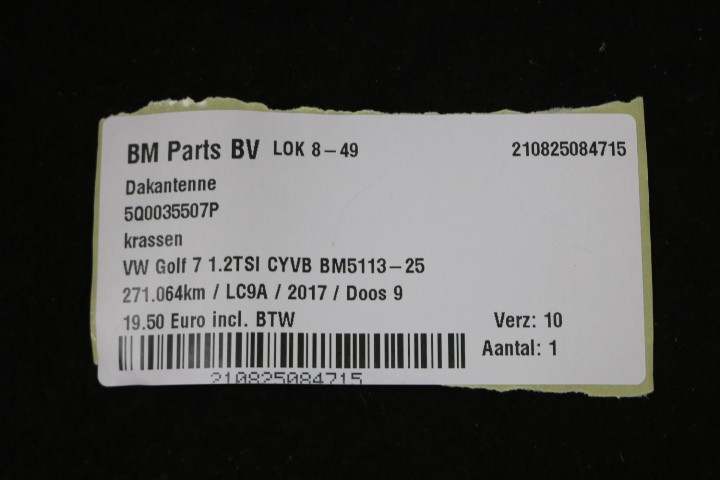 BM Parts BV LOK 8-49 210825084715
Dakantenne
5Q0035507P
krassen
VW Golf 7 1.2TSI CYVB BM5113-25
271.064km / LC9A / 2017 / Doos 9
19.50 Euro incl. BTW Verz: 10
Aantal: 1
210825084715